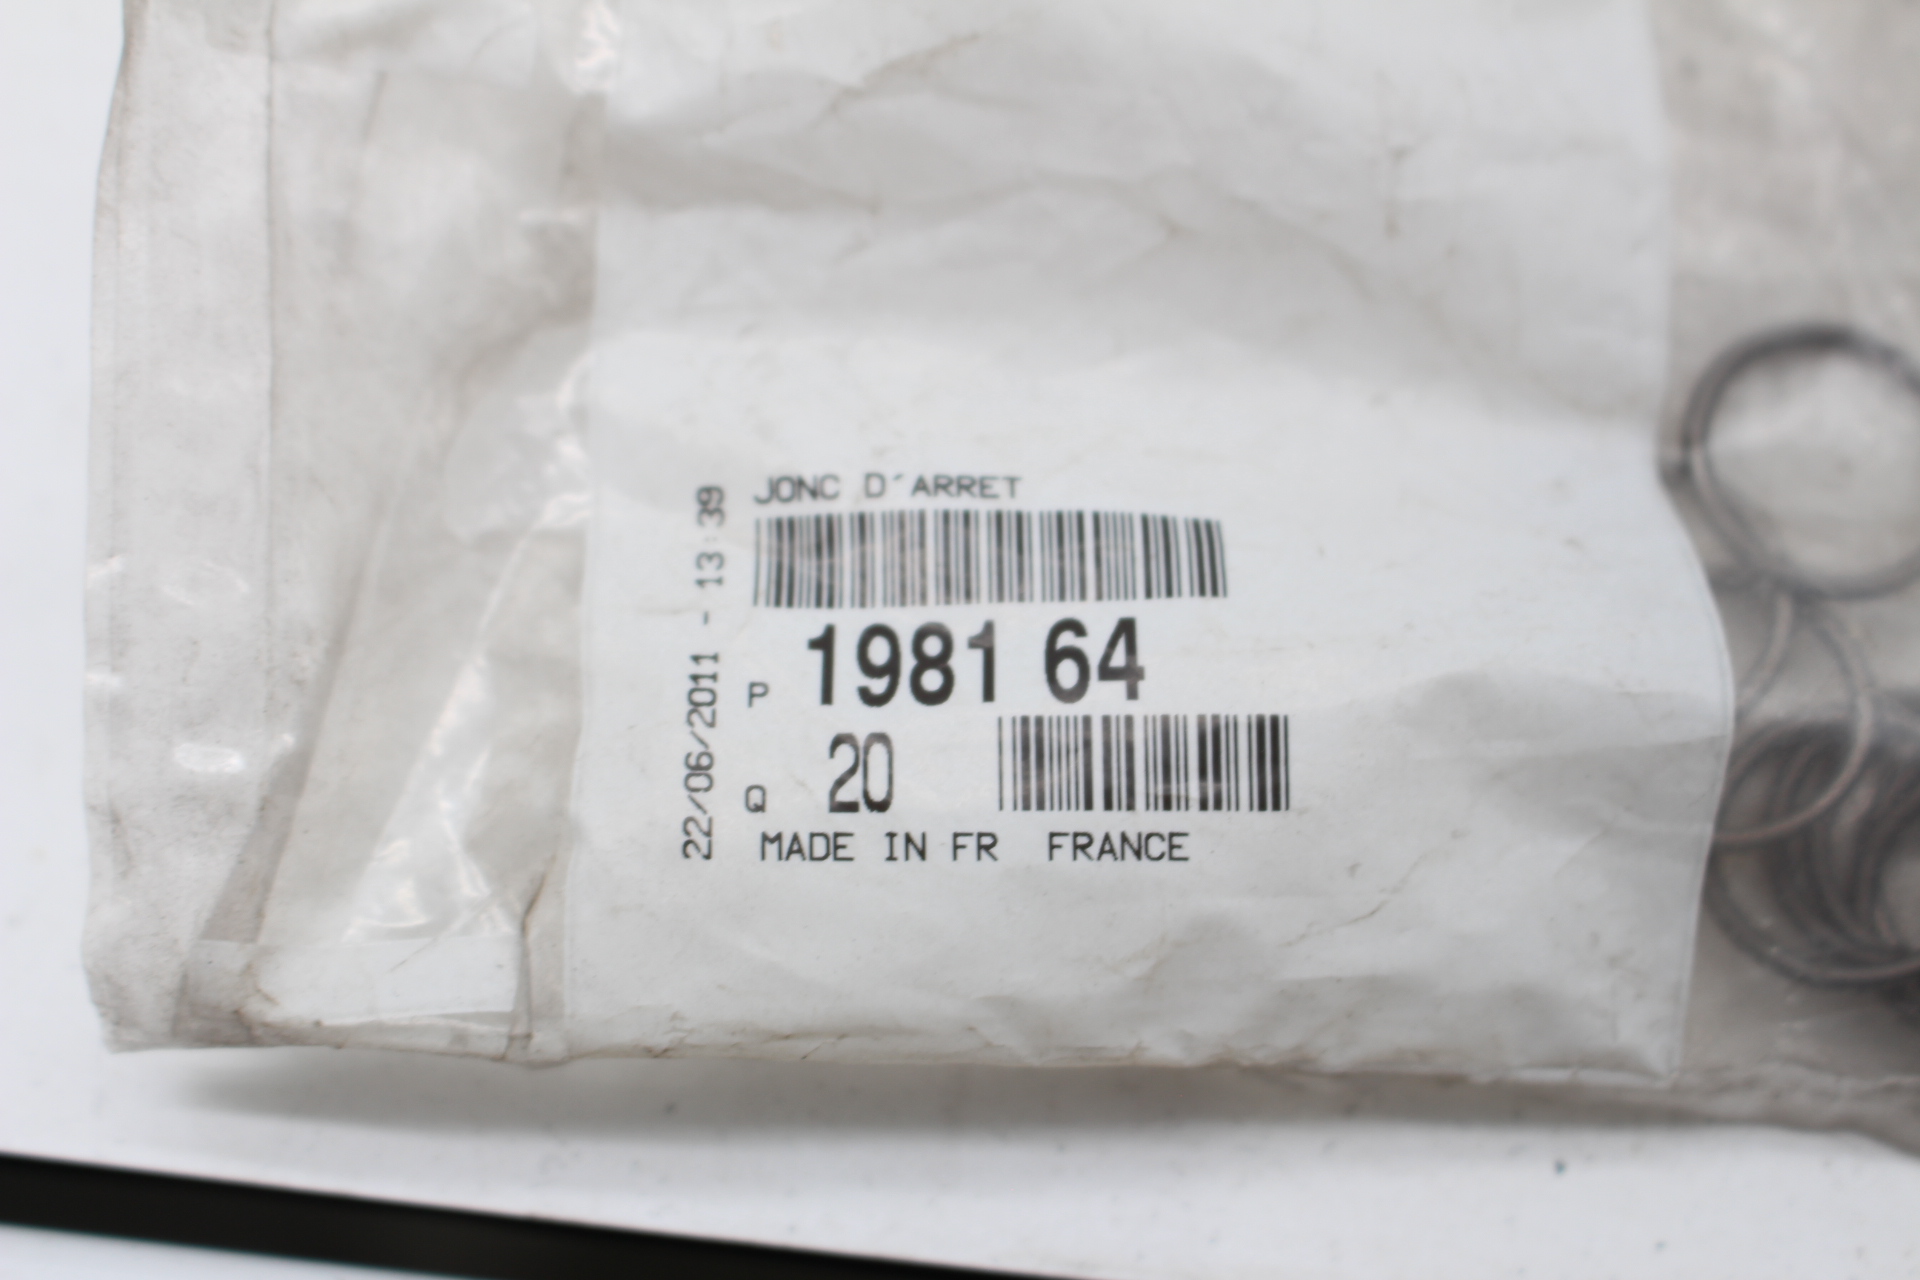 JONC D'ARRET
22/06/2011 - 13:39
P 1981 64
Q 20
MADE IN FR FRANCE